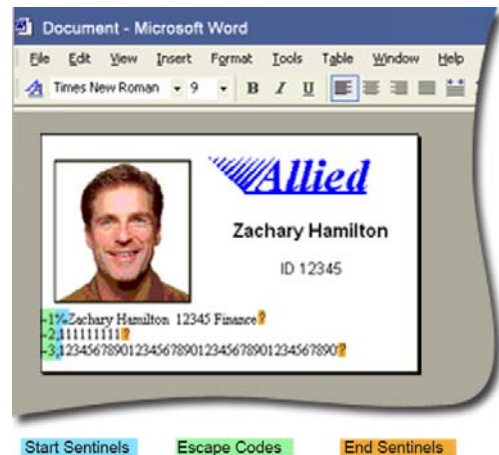 Document - Microsoft Word
File Edit View Insert Format Tools Table Window Help
Times New Roman 9 B I U
Allied
Zachary Hamilton
ID 12345
~1%Zachary Hamilton 12345 Finance?
~2;111111111?
~3;1234567890123456789012345678901234567890?
Start Sentinels Escape Codes End Sentinels